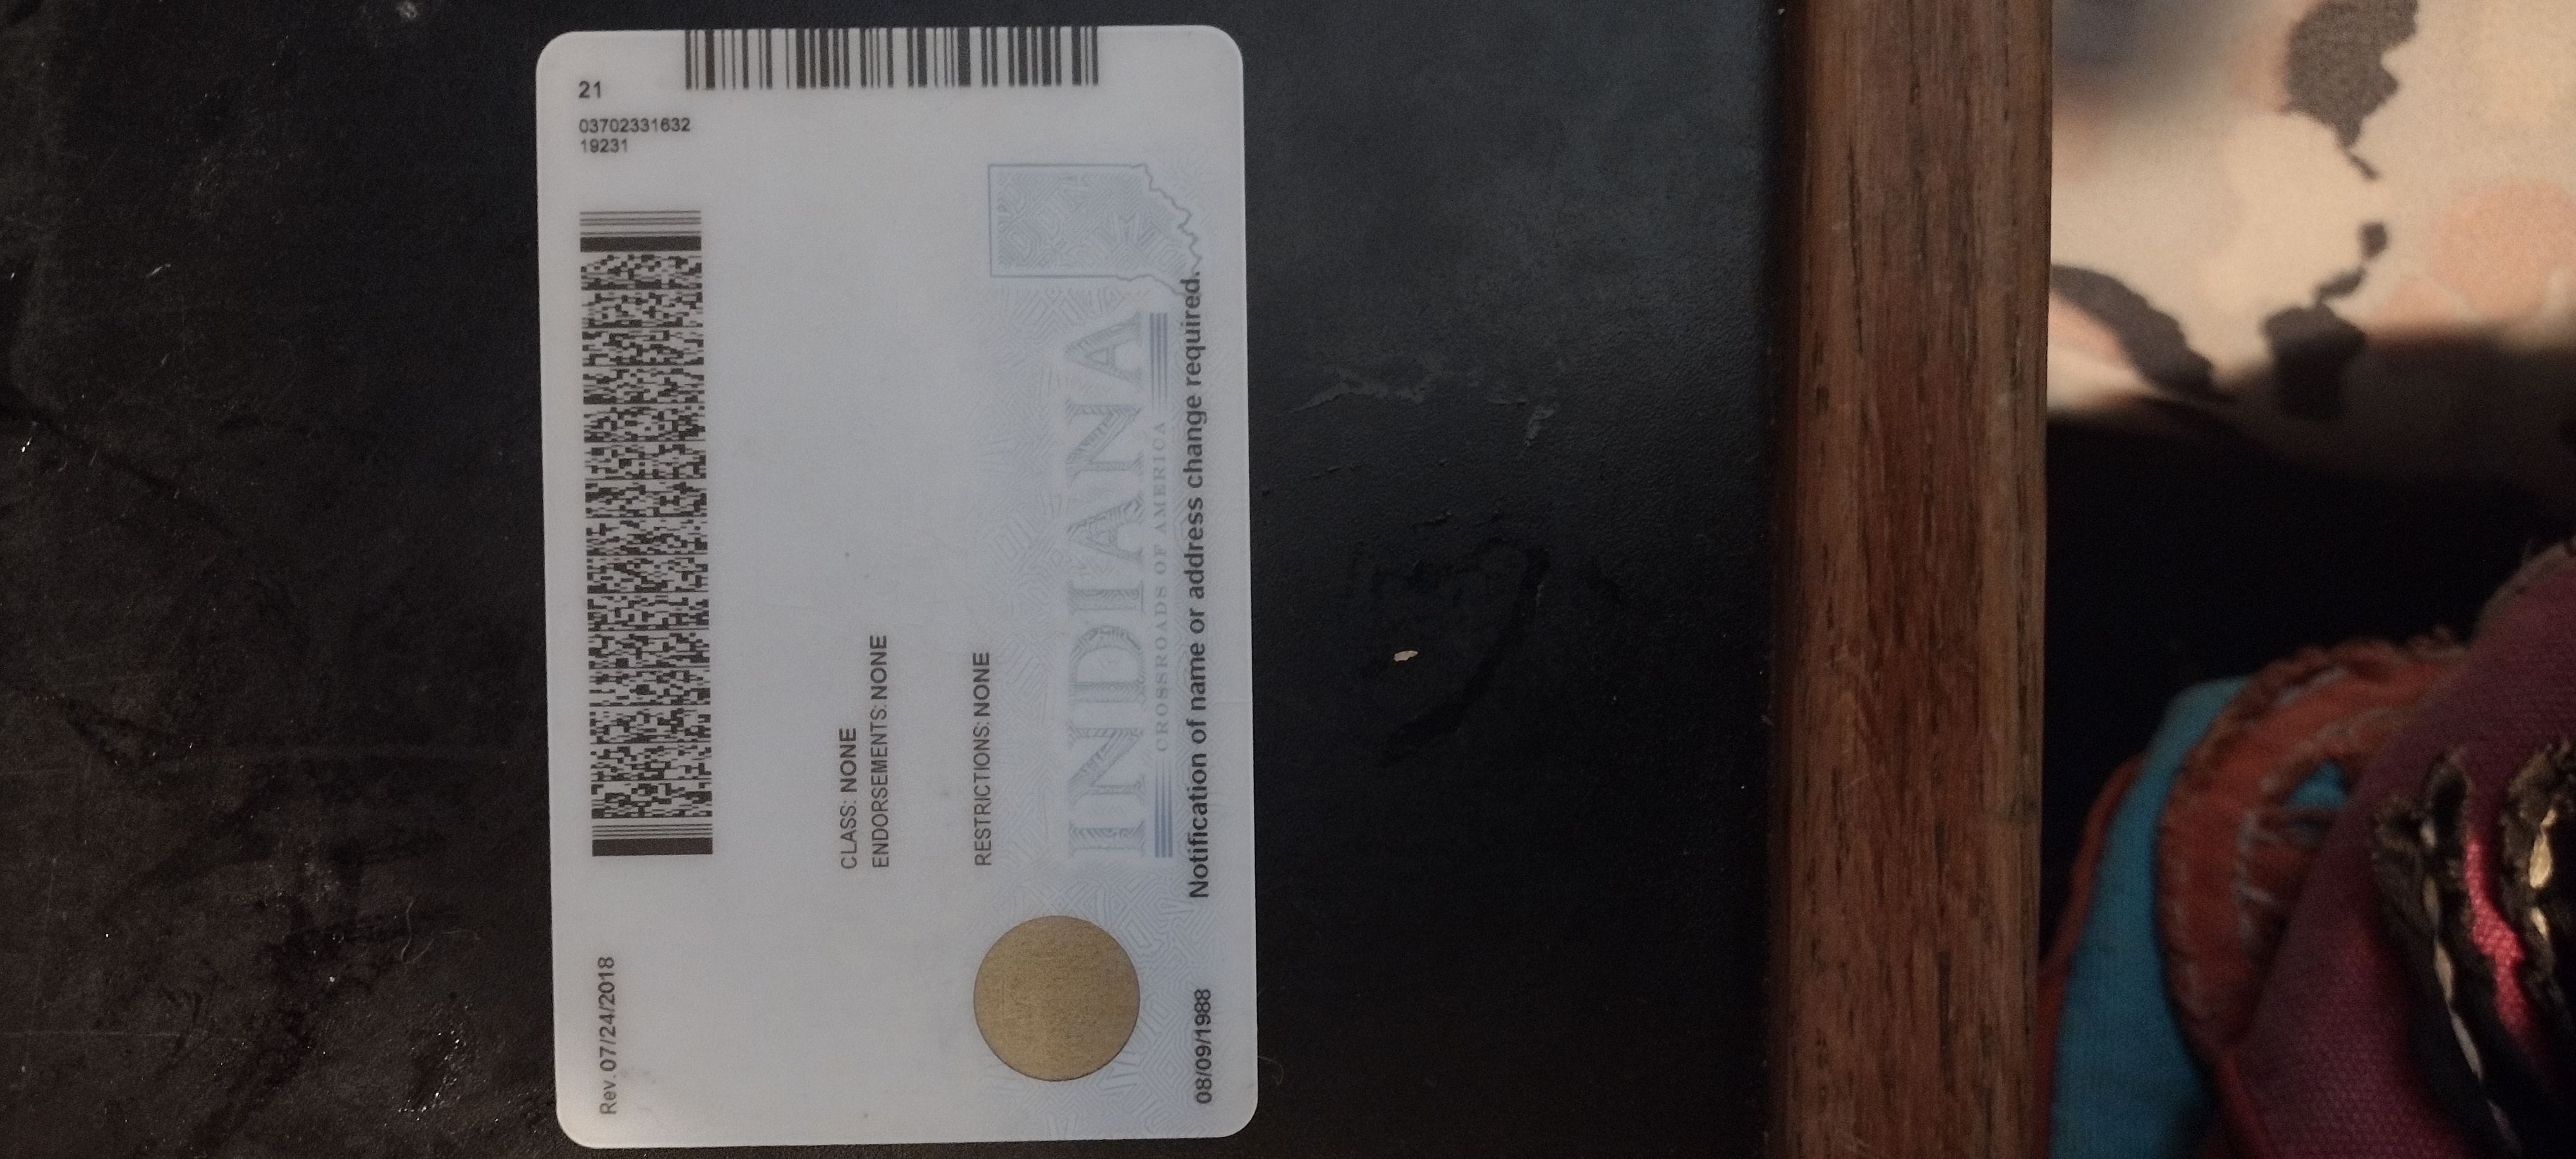 21
03702331632
19231
Rev. 07/24/2018
CLASS: NONE
ENDORSEMENTS: NONE
RESTRICTIONS: NONE
INDIANA
CROSSROADS OF AMERICA
Notification of name or address change required.
08/09/1988